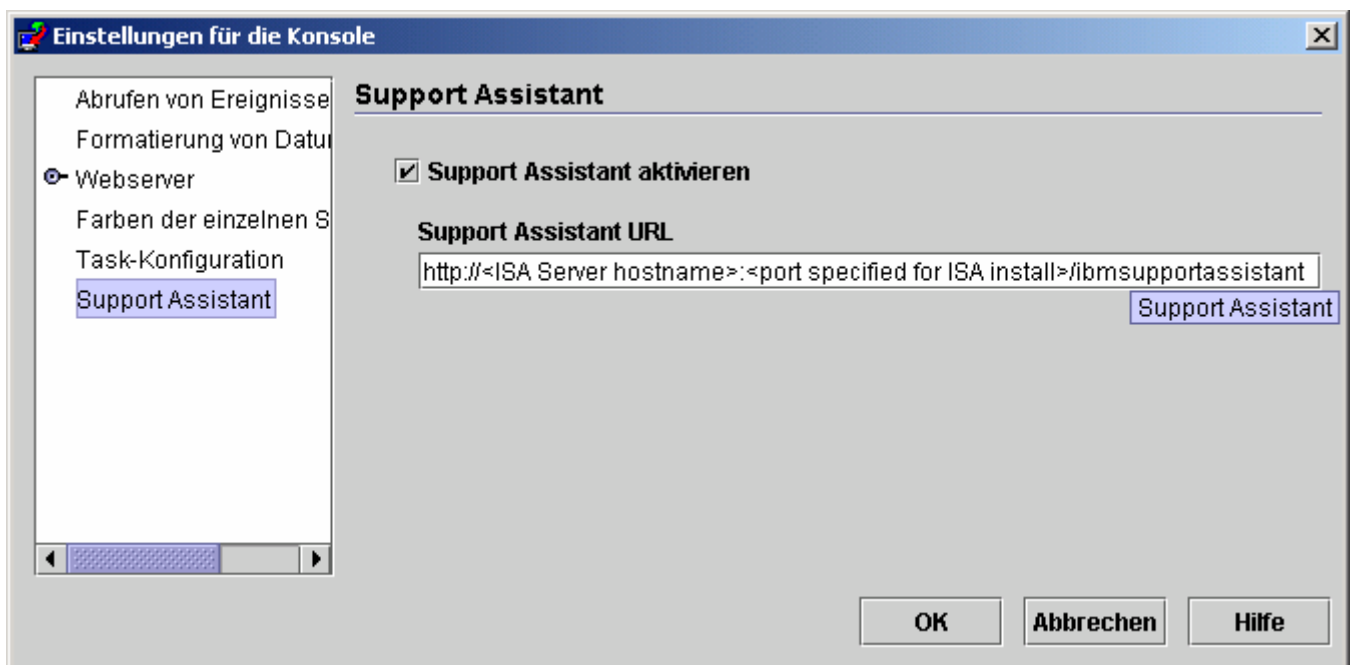 Einstellungen für die Konsole
Abrufen von Ereignisse
Formatierung von Datu
Webserver
Farben der einzelnen S
Task-Konfiguration
Support Assistant
Support Assistant
Support Assistant aktivieren
Support Assistant URL
http://<ISA Server hostname>:<port specified for ISA install>/ibmsupportassistant
Support Assistant
OK Abbrechen Hilfe